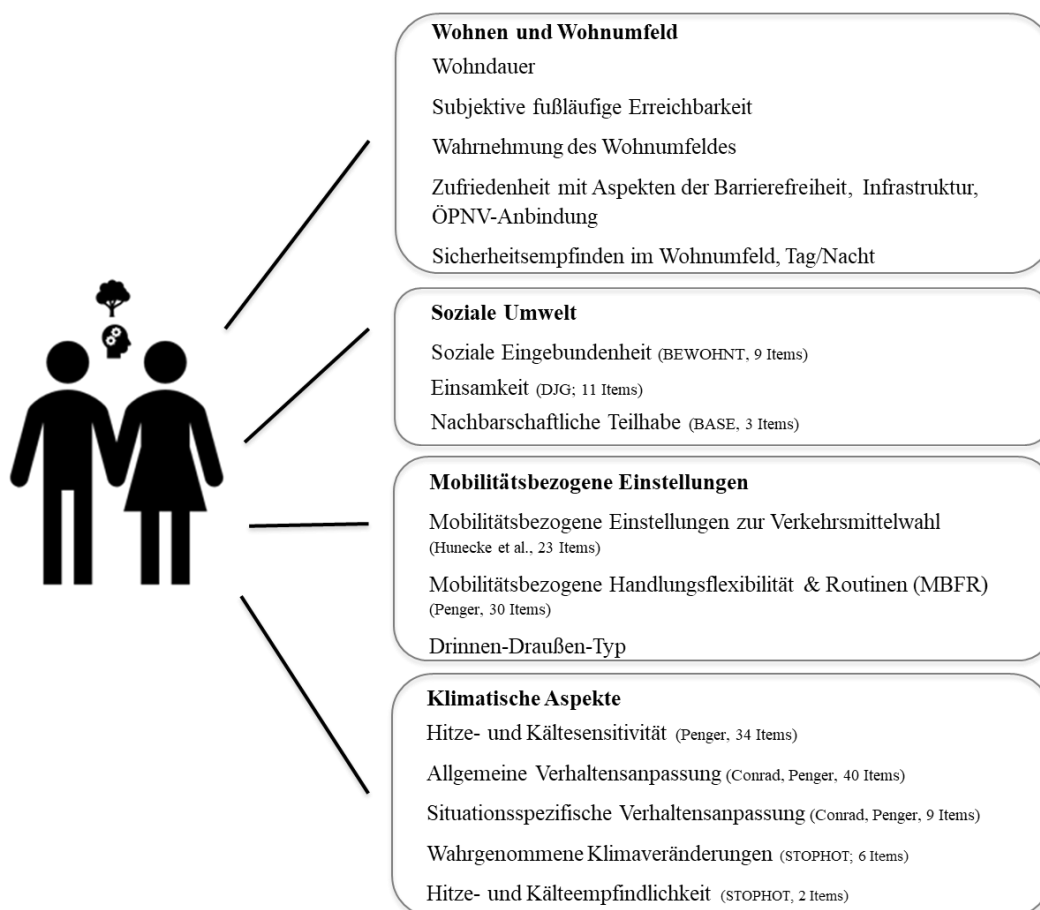 Wohnen und Wohnumfeld
Wohndauer
Subjektive fußläufige Erreichbarkeit
Wahrnehmung des Wohnumfeldes
Zufriedenheit mit Aspekten der Barrierefreiheit, Infrastruktur,
ÖPNV-Anbindung
Sicherheitsempfinden im Wohnumfeld, Tag/Nacht
Soziale Umwelt
Soziale Eingebundenheit (BEWOHNT, 9 Items)
Einsamkeit (DJG; 11 Items)
Nachbarschaftliche Teilhabe (BASE, 3 Items)
Mobilitätsbezogene Einstellungen
Mobilitätsbezogene Einstellungen zur Verkehrsmittelwahl
(Hunecke et al., 23 Items)
Mobilitätsbezogene Handlungsflexibilität & Routinen (MBFR)
(Penger, 30 Items)
Drinnen-Draußen-Typ
Klimatische Aspekte
Hitze- und Kältesensitivität (Penger, 34 Items)
Allgemeine Verhaltensanpassung (Conrad, Penger, 40 Items)
Situationsspezifische Verhaltensanpassung (Conrad, Penger, 9 Items)
Wahrgenommene Klimaveränderungen (STOPHOT; 6 Items)
Hitze- und Kälteempfindlichkeit (STOPHOT, 2 Items)